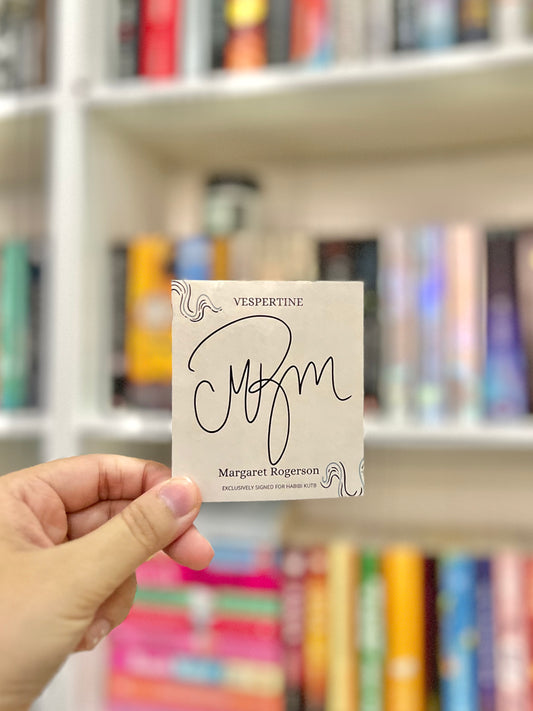 VESPERTINE
Margaret Rogerson
EXCLUSIVELY SIGNED FOR HABIBI KUTB